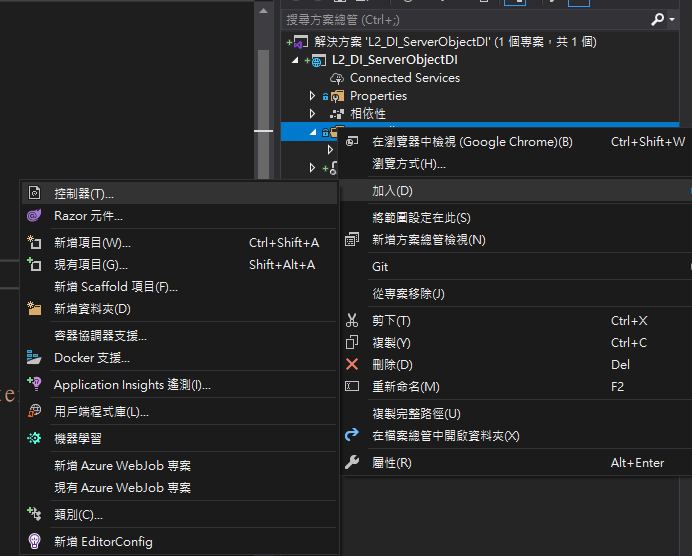 搜尋方案總管 (Ctrl+;)
解決方案 'L2_DI_ServerObjectDI' (1 個專案，共 1 個)
L2_DI_ServerObjectDI
Connected Services
Properties
相依性
在瀏覽器中檢視 (Google Chrome)(B) Ctrl+Shift+W
瀏覽方式(H)...
加入(D)
將範圍設定在此(S)
新增方案總管檢視(N)
Git
從專案移除(J)
剪下(T) Ctrl+X
複製(Y) Ctrl+C
刪除(D) Del
重新命名(M) F2
複製完整路徑(U)
在檔案總管中開啟資料夾(X)
屬性(R) Alt+Enter
控制器(T)...
Razor 元件...
新增項目(W)... Ctrl+Shift+A
現有項目(G)... Shift+Alt+A
新增 Scaffold 項目(F)...
新增資料夾(D)
容器協調器支援...
Docker 支援...
Application Insights 遙測(I)...
用戶端程式庫(L)...
機器學習
新增 Azure WebJob 專案
現有 Azure WebJob 專案
類別(C)...
新增 EditorConfig